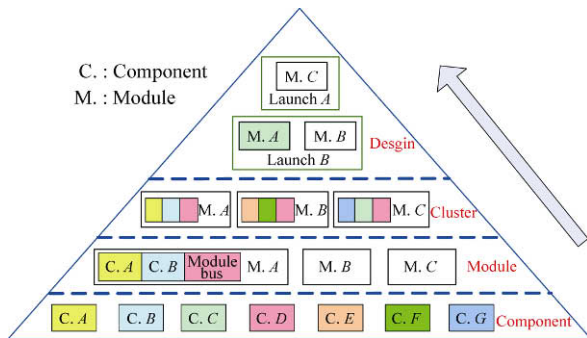 C. : Component
M. : Module
M. C
Launch A
M. A M. B
Launch B
Desgin
M. A M. B M. C
Cluster
C. A C. B Module bus M. A M. B M. C
Module
C. A C. B C. C C. D C. E C. F C. G
Component